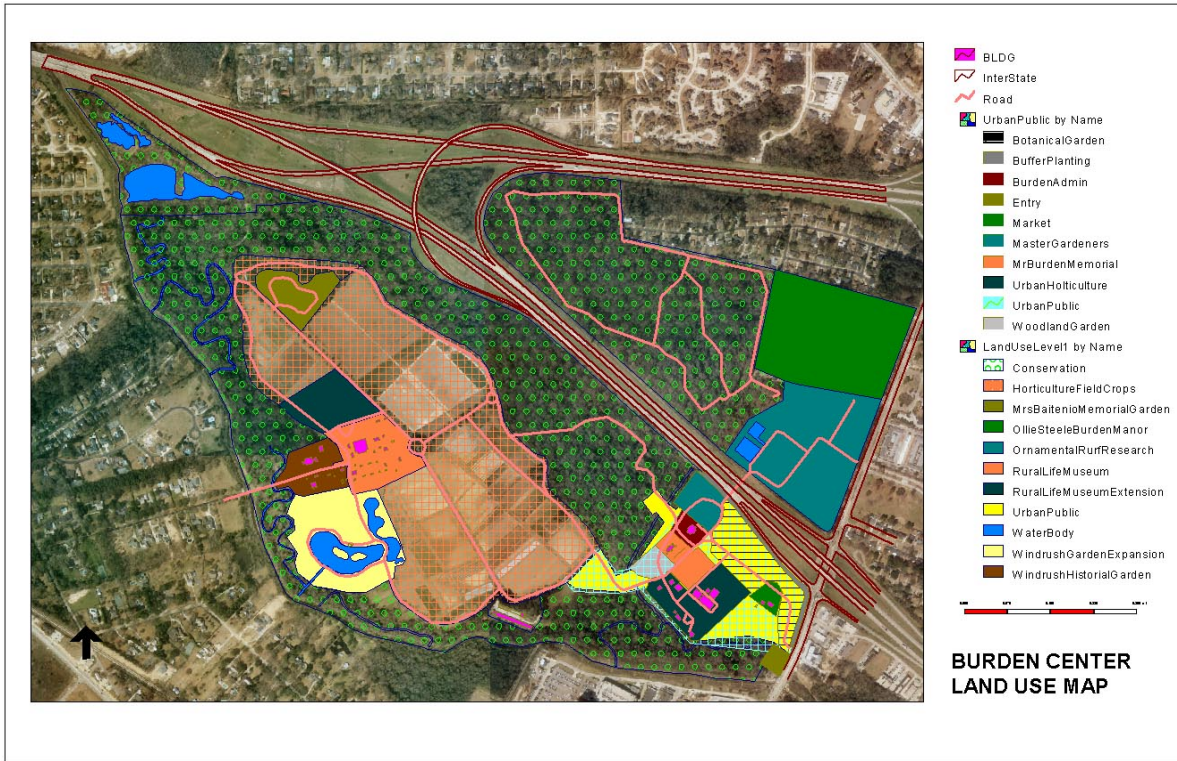 BLDG
InterState
Road
UrbanPublic by Name
BotanicalGarden
BufferPlanting
BurdenAdmin
Entry
Market
MasterGardeners
MrBurdenMemorial
UrbanHolticulture
UrbanPublic
WoodlandGarden
LandUseLevel1 by Name
Conservation
HorticultureFieldCrops
MrsBaitenioMemorialGarden
OllieSteeleBurdenManor
OrnamentalRurfResearch
RuralLifeMuseum
RuralLifeMuseumExtension
UrbanPublic
WaterBody
WindrushGardenExpansion
WindrushHistorialGarden
BURDEN CENTER
LAND USE MAP